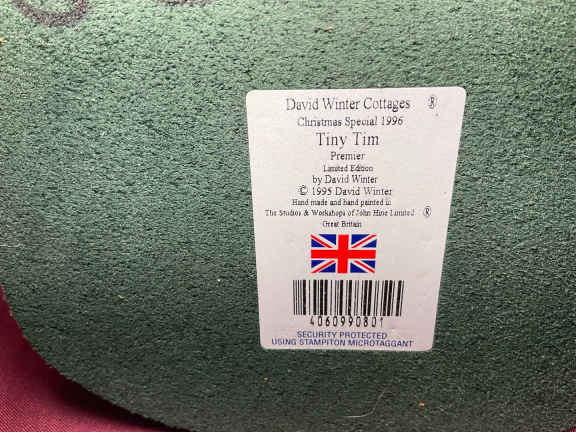 David Winter Cottages ®
Christmas Special 1996
Tiny Tim
Premier
Limited Edition
by David Winter
© 1995 David Winter
Hand made and hand painted in
The Studios & Workshops of John Hine Limited ®
Great Britain
4060990801
SECURITY PROTECTED
USING STAMPITON MICROTAGGANT